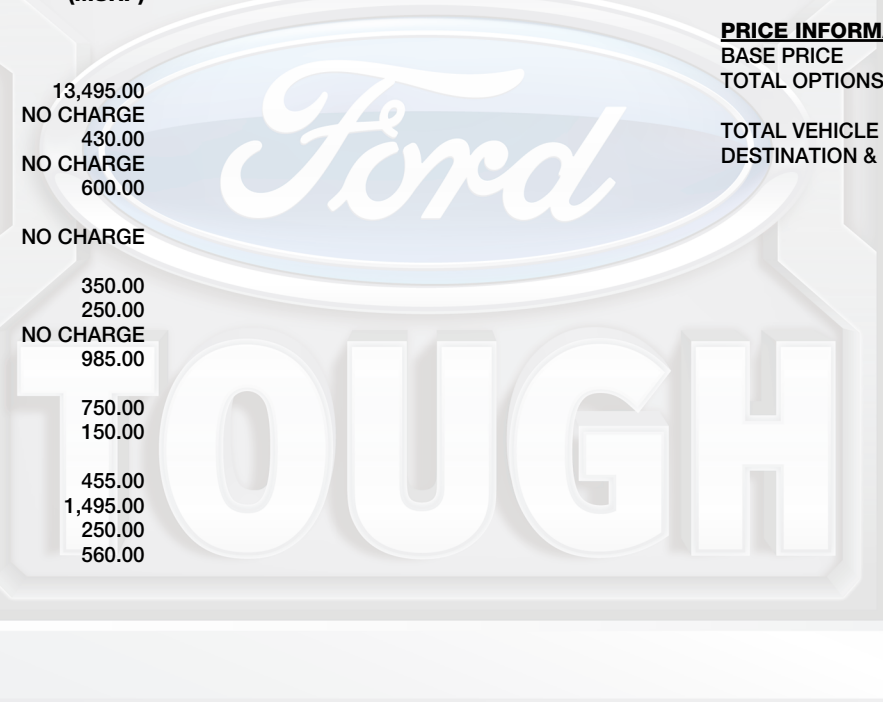 13,495.00
NO CHARGE
430.00
NO CHARGE
600.00
NO CHARGE
350.00
250.00
NO CHARGE
985.00
750.00
150.00
455.00
1,495.00
250.00
560.00
PRICE INFORM
BASE PRICE
TOTAL OPTIONS
TOTAL VEHICLE
DESTINATION &
Ford
TOUGH